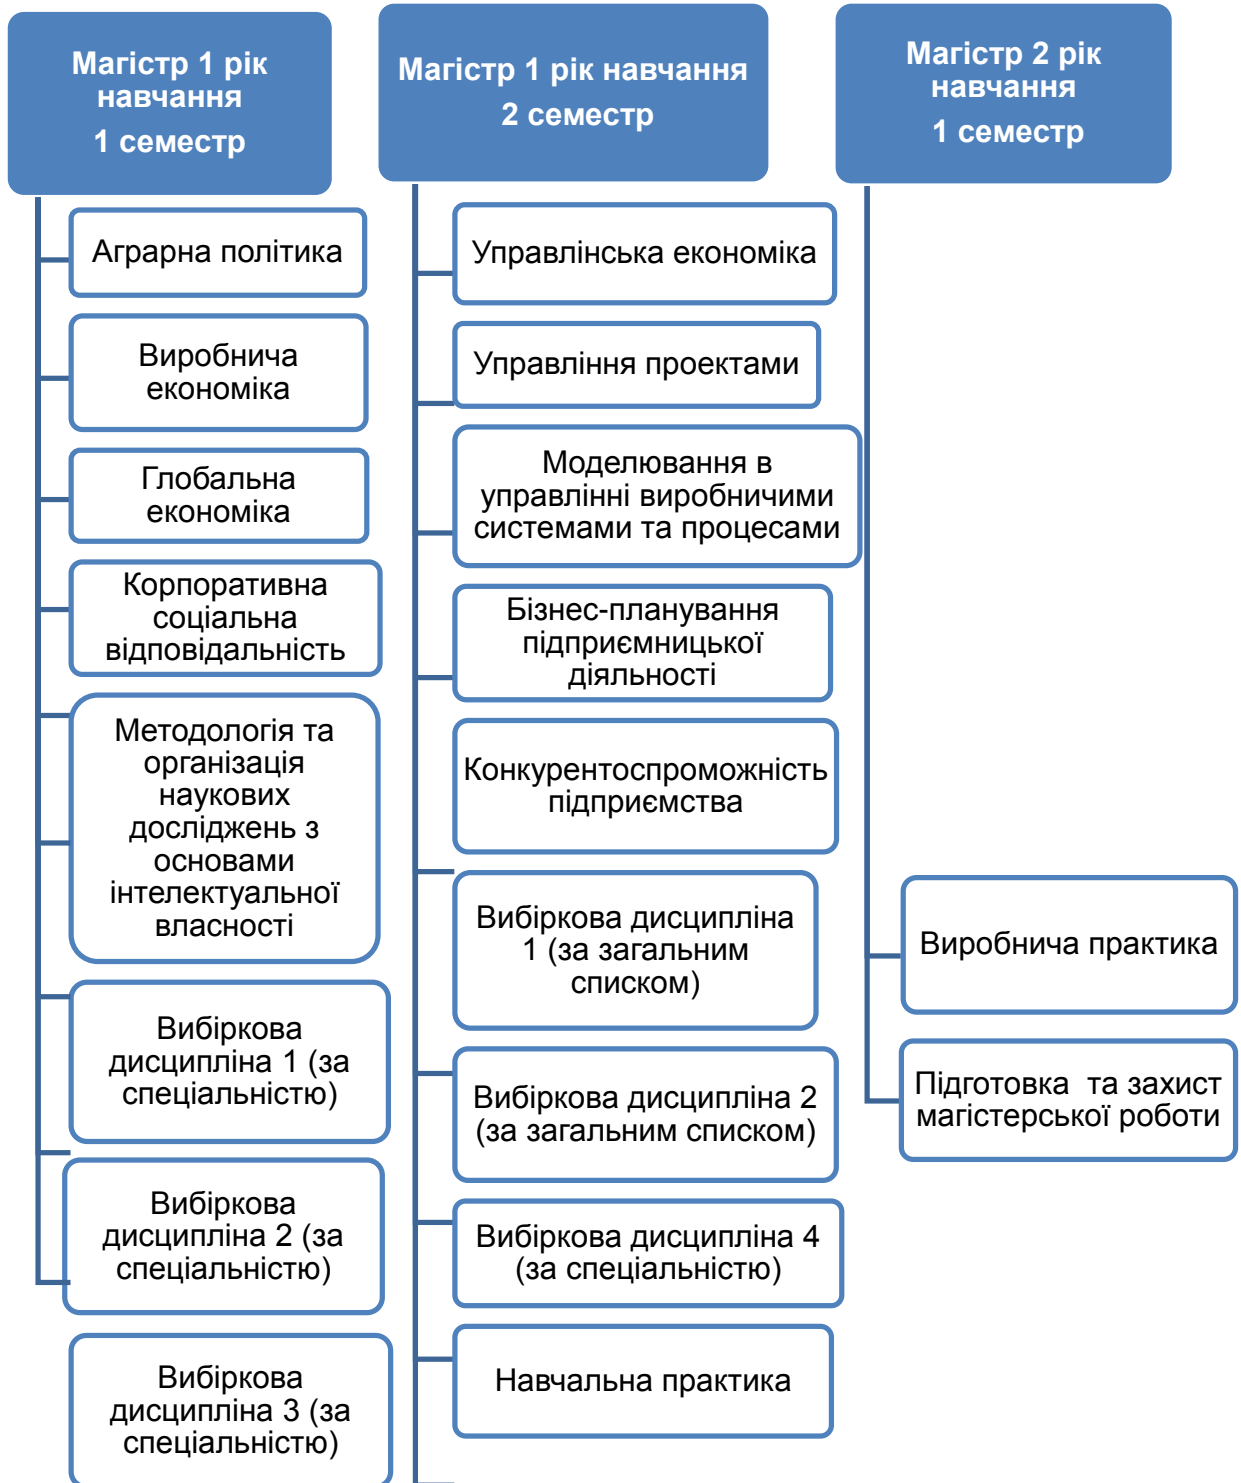 Магістр 1 рік
навчання
1 семестр
Аграрна політика
Виробнича
економіка
Глобальна
економіка
Корпоративна
соціальна
відповідальність
Методологія та
організація
наукових
досліджень з
основами
інтелектуальної
власності
Вибіркова
дисципліна 1 (за
спеціальністю)
Вибіркова
дисципліна 2 (за
спеціальністю)
Вибіркова
дисципліна 3 (за
спеціальністю)
Магістр 1 рік навчання
2 семестр
Управлінська економіка
Управління проектами
Моделювання в
управлінні виробничими
системами та процесами
Бізнес-планування
підприємницької
діяльності
Конкурентоспроможність
підприємства
Вибіркова дисципліна
1 (за загальним
списком)
Вибіркова дисципліна 2
(за загальним списком)
Вибіркова дисципліна 4
(за спеціальністю)
Навчальна практика
Магістр 2 рік
навчання
1 семестр
Виробнича практика
Підготовка  та захист
магістерської роботи